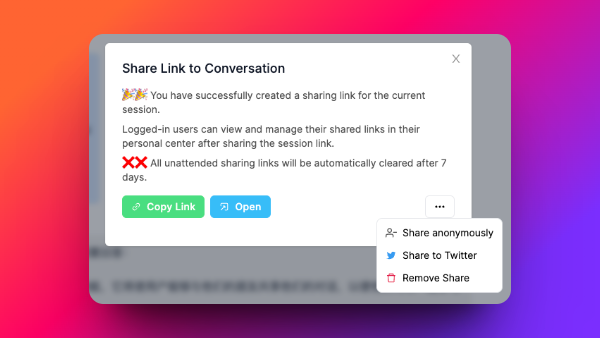 Share Link to Conversation
X
🎉🎉 You have successfully created a sharing link for the current
session.
Logged-in users can view and manage their shared links in their
personal center after sharing the session link.
❌❌ All unattended sharing links will be automatically cleared after 7
days.
Copy Link
Open
Share anonymously
Share to Twitter
Remove Share